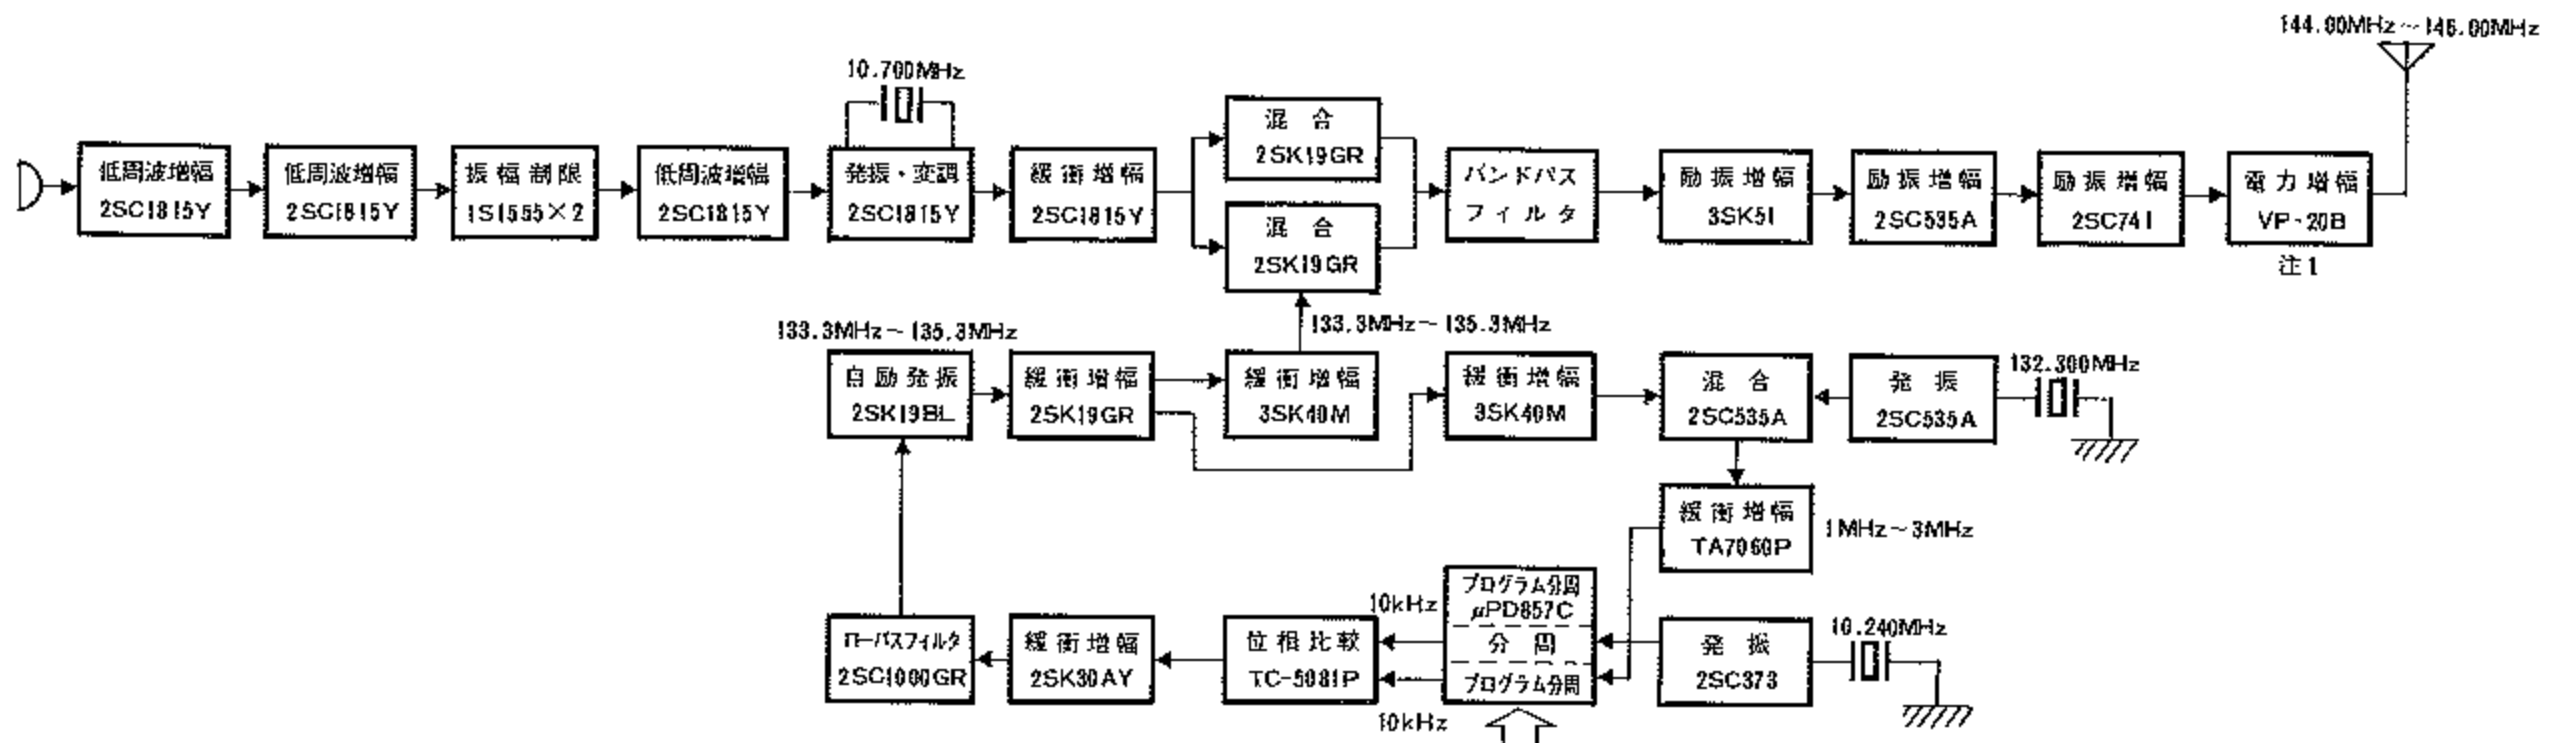 144.00MHz～146.00MHz
10.700MHz
低周波増幅
2SC1815Y
低周波増幅
2SC1815Y
振幅制限
1S1555×2
低周波増幅
2SC1815Y
発振・変調
2SC1815Y
緩衝増幅
2SC1815Y
混合
2SK19GR
混合
2SK19GR
バンドパス
フィルタ
励振増幅
3SK51
励振増幅
2SC535A
励振増幅
2SC741
電力増幅
VP-20B
注1
133.3MHz～135.3MHz
133.3MHz～135.3MHz
自励発振
2SK19BL
緩衝増幅
2SK19GR
緩衝増幅
3SK40M
緩衝増幅
3SK40M
混合
2SC535A
発振
2SC535A
132.300MHz
緩衝増幅
TA7060P
1MHz～3MHz
ローパスフィルタ
2SC1000GR
緩衝増幅
2SK30AY
位相比較
TC-5081P
10kHz
10kHz
プログラム分周
μPD857C
分周
プログラム分周
発振
2SC373
10.240MHz